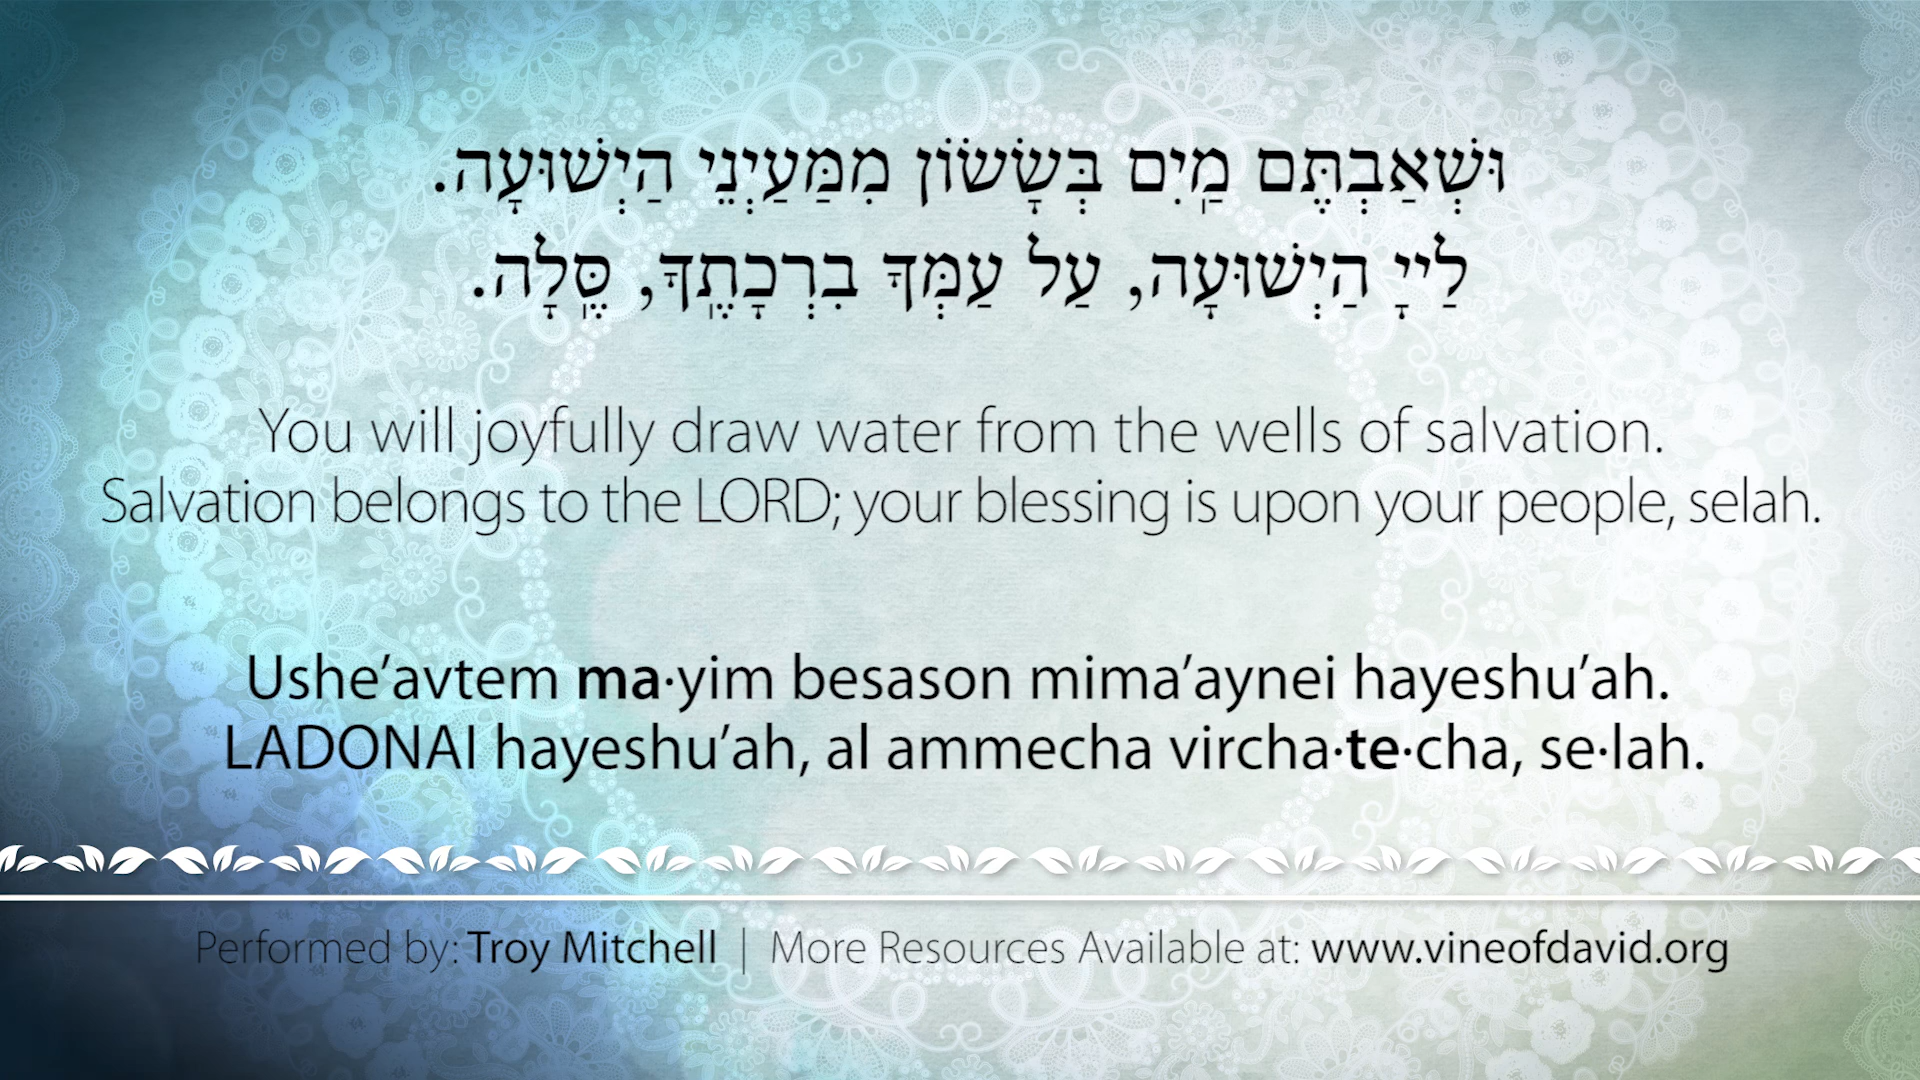 וּשְׁאַבְתֶּם מַֽיִם בְּשָׂשׂוֹן מִמַּעַיְנֵי הַיְשׁוּעָה.
לַייָ הַיְשׁוּעָה, עַל עַמְּךָ בִרְכָתֶֽךָ, סֶּֽלָה.
You will joyfully draw water from the wells of salvation.
Salvation belongs to the LORD; your blessing is upon your people, selah.
Ushe’avtem ma·yim besason mima’aynei hayeshu’ah.
LADONAI hayeshu’ah, al ammecha vircha·te·cha, se·lah.
Performed by: Troy Mitchell | More Resources Available at: www.vineofdavid.org